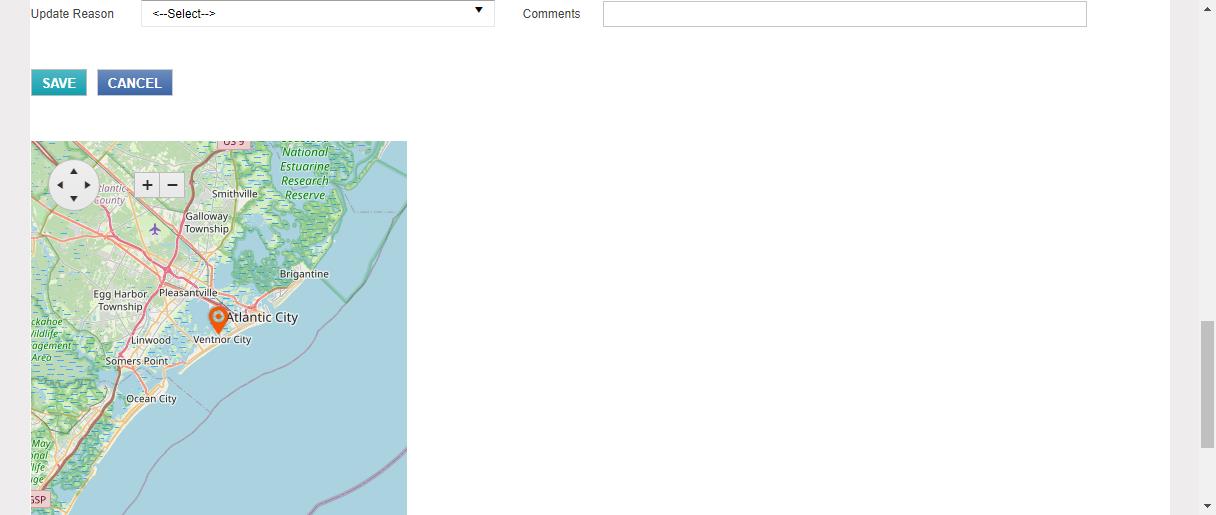 Update Reason
<--Select-->
Comments
SAVE
CANCEL
US 9
National
Estuarine
Research
Reserve
Atlantic
County
Smithville
Galloway
Township
Brigantine
Egg Harbor
Township
Pleasantville
Atlantic City
Linwood
Ventnor City
Somers Point
Ocean City
May
GSP